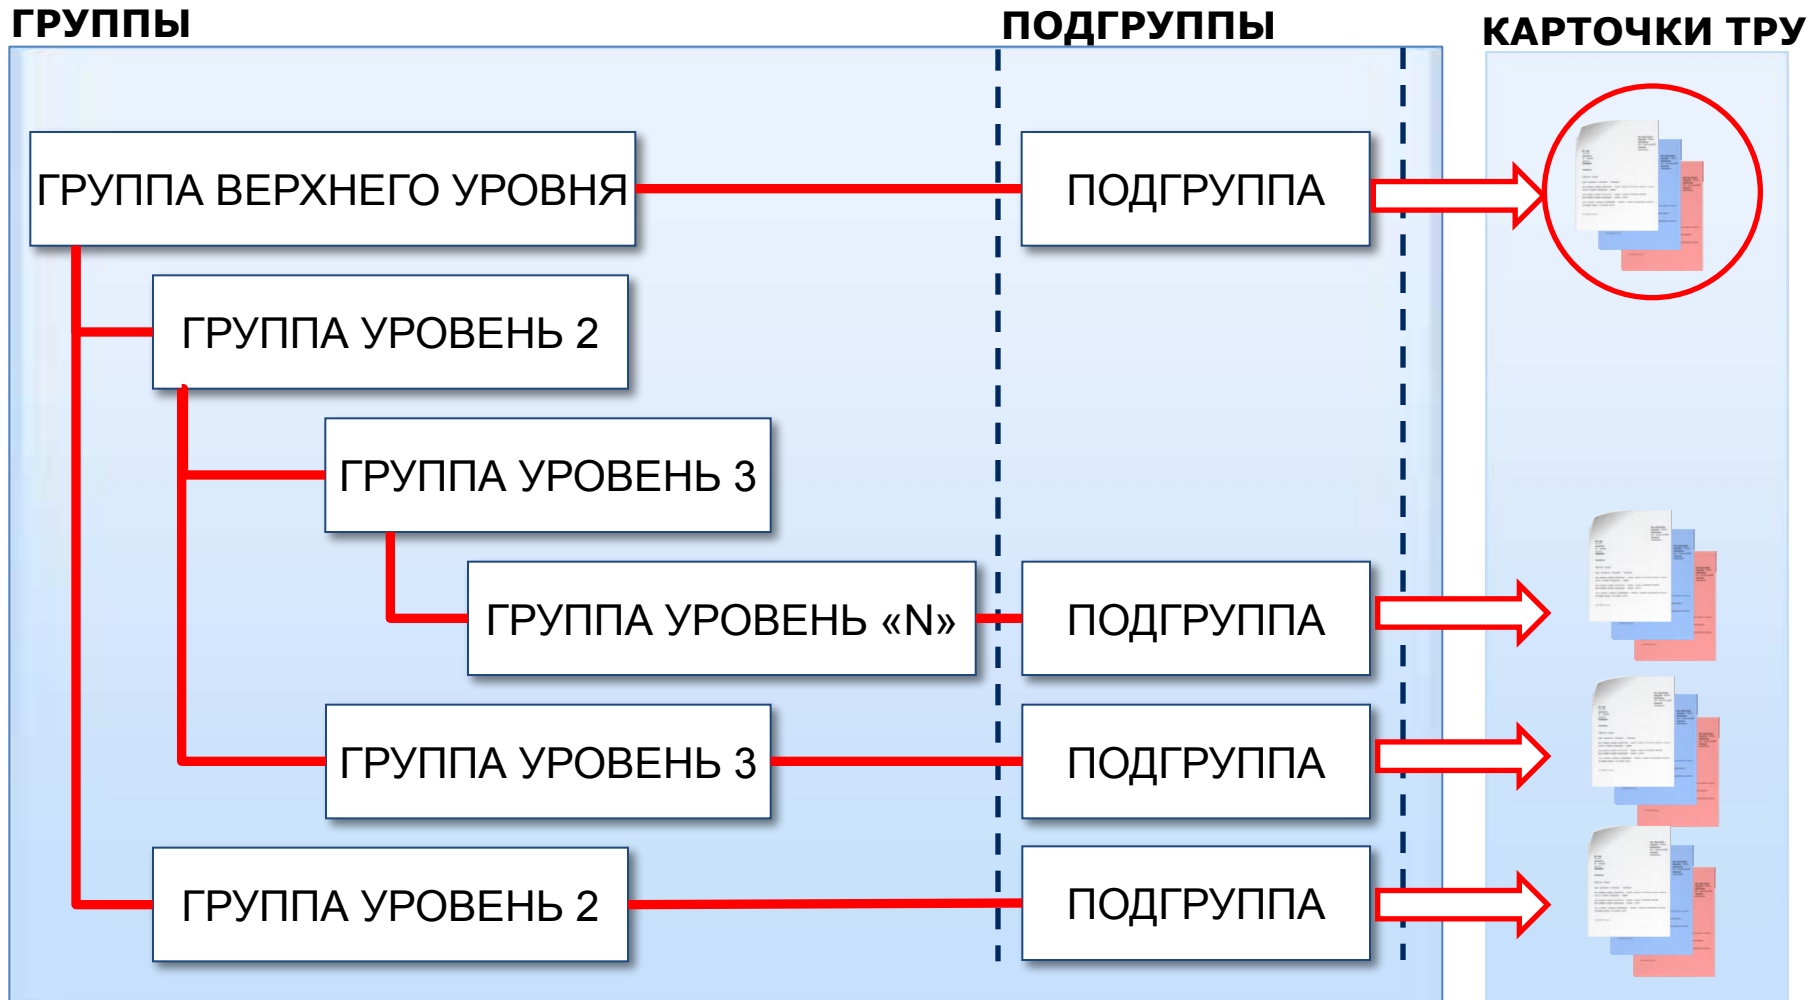 ГРУППЫ
ПОДГРУППЫ
КАРТОЧКИ ТРУ
ГРУППА ВЕРХНЕГО УРОВНЯ
ПОДГРУППА
ГРУППА УРОВЕНЬ 2
ГРУППА УРОВЕНЬ 3
ГРУППА УРОВЕНЬ «N»
ПОДГРУППА
ГРУППА УРОВЕНЬ 3
ПОДГРУППА
ГРУППА УРОВЕНЬ 2
ПОДГРУППА